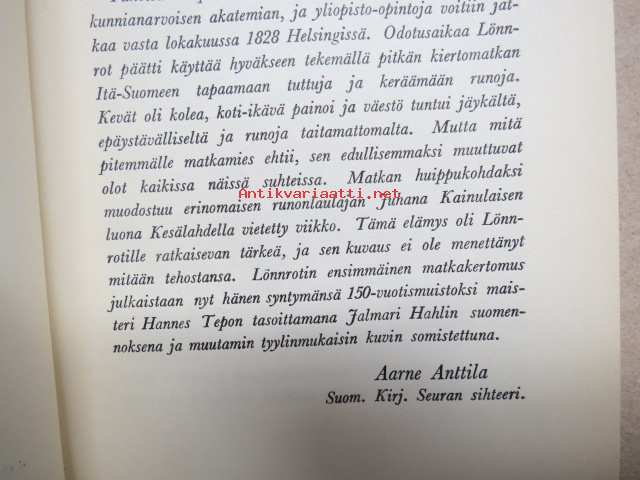 kunnianarvoisen akatemian, ja yliopisto-opintoja voitiin jat-
kaa vasta lokakuussa 1828 Helsingissä. Odotusaikaa Lönn-
rot päätti käyttää hyväkseen tekemällä pitkän kiertomatkan
Itä-Suomeen tapaamaan tuttuja ja keräämään runoja.
Kevät oli kolea, koti-ikävä painoi ja väestö tuntui jäykältä,
epäystävälliseltä ja runoja taitamattomalta. Mutta mitä
pitemmälle matkamies ehtii, sen edullisemmaksi muuttuvat
olot kaikissa näissä suhteissa. Matkan huippukohdaksi
Antikvariaatti.net
muodostuu erinomaisen runonlaulajan Juhana Kainulaisen
luona Kesälahdella vietetty viikko. Tämä elämys oli Lönn-
rotille ratkaisevan tärkeä, ja sen kuvaus ei ole menettänyt
mitään tehostansa. Lönnrotin ensimmäinen matkakertomus
julkaistaan nyt hänen syntymänsä 150-vuotismuistoksi mais-
teri Hannes Tepon tasoittamana Jalmari Hahlin suomen-
noksena ja muutamin tyylinmukaisin kuvin somistettuna.
Aarne Anttila
Suom. Kirj. Seuran sihteeri.